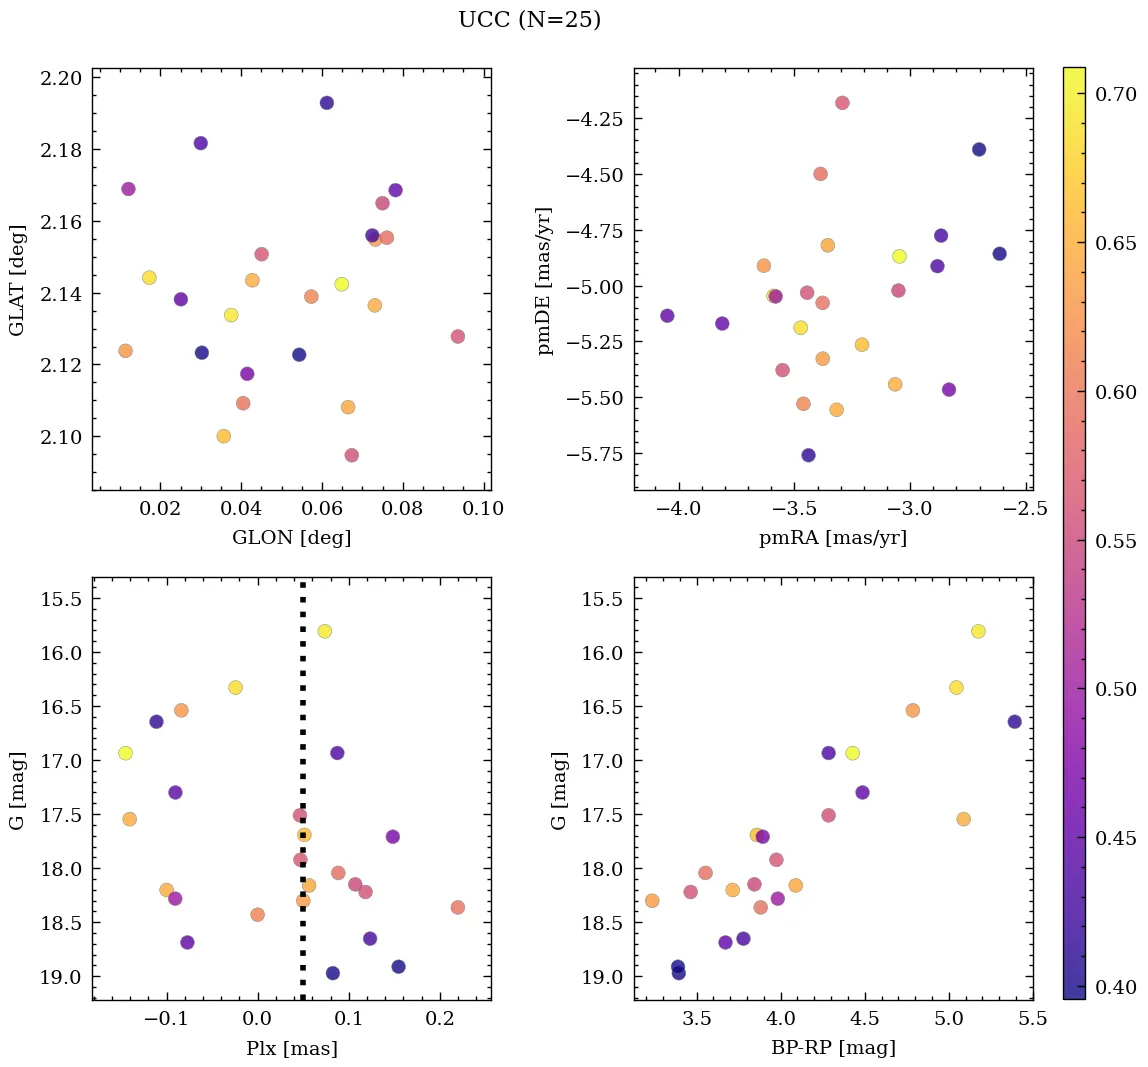 UCC (N=25)
2.20
2.18
2.16
2.14
2.12
2.10
GLAT [deg]
0.02 0.04 0.06 0.08 0.10
GLON [deg]
−4.25
−4.50
−4.75
−5.00
−5.25
−5.50
−5.75
pmDE [mas/yr]
−4.0 −3.5 −3.0 −2.5
pmRA [mas/yr]
15.5
16.0
16.5
17.0
17.5
18.0
18.5
19.0
G [mag]
−0.1 0.0 0.1 0.2
Plx [mas]
15.5
16.0
16.5
17.0
17.5
18.0
18.5
19.0
G [mag]
3.5 4.0 4.5 5.0 5.5
BP-RP [mag]
0.70
0.65
0.60
0.55
0.50
0.45
0.40